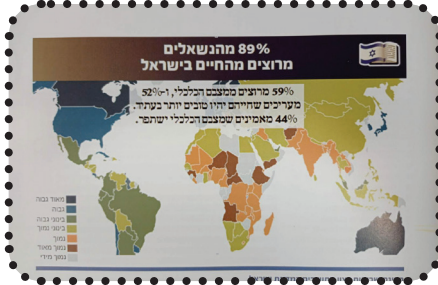 89% מהנשאלים
מרוצים מהחיים בישראל
59% מרוצים ממצבם הכלכלי, ו-52%
מעריכים שחייהם יהיו טובים יותר בעתיד.
44% מאמינים שמצבם הכלכלי ישתפר.
מאוד גבוה
גבוה
בינוני גבוה
בינוני נמוך
נמוך
נמוך מאוד
נמוך מידי